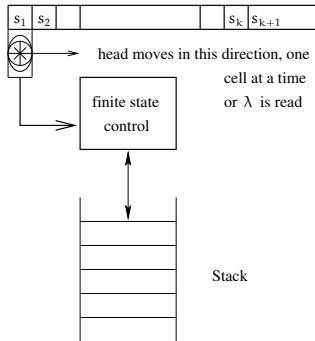 s1 s2 sk sk+1
head moves in this direction, one
cell at a time
or λ is read
finite state
control
Stack